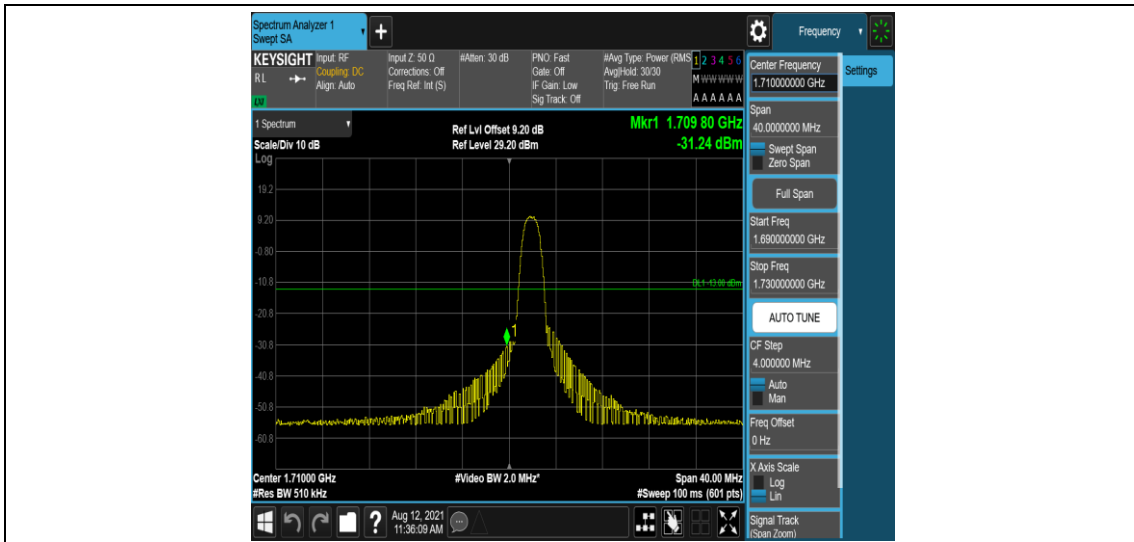 Spectrum Analyzer 1
Swept SA
+
Frequency
KEYSIGHT
RL
LM
Input: RF
Coupling: DC
Align: Auto
Input Z: 50 Ω
Corrections: Off
Freq Ref: Int (S)
#Atten: 30 dB
PNO: Fast
Gate: Off
IF Gain: Low
Sig Track: Off
#Avg Type: Power (RMS
Avg|Hold: 30/30
Trig: Free Run
1 2 3 4 5 6
M W W W W W
A A A A A A
1 Spectrum
Scale/Div 10 dB
Log
Ref Lvl Offset 9.20 dB
Ref Level 29.20 dBm
Mkr1 1.709 80 GHz
-31.24 dBm
19.2
9.20
-0.80
-10.8
DL1 -13.00 dBm
-20.8
1
-30.8
-40.8
-50.8
-60.8
Center 1.71000 GHz
#Res BW 510 kHz
#Video BW 2.0 MHz*
Span 40.00 MHz
#Sweep 100 ms (601 pts)
?
Aug 12, 2021
11:36:09 AM
Center Frequency
1.710000000 GHz
Settings
Span
40.0000000 MHz
Swept Span
Zero Span
Full Span
Start Freq
1.690000000 GHz
Stop Freq
1.730000000 GHz
AUTO TUNE
CF Step
4.000000 MHz
Auto
Man
Freq Offset
0 Hz
X Axis Scale
Log
Lin
Signal Track
(Span Zoom)